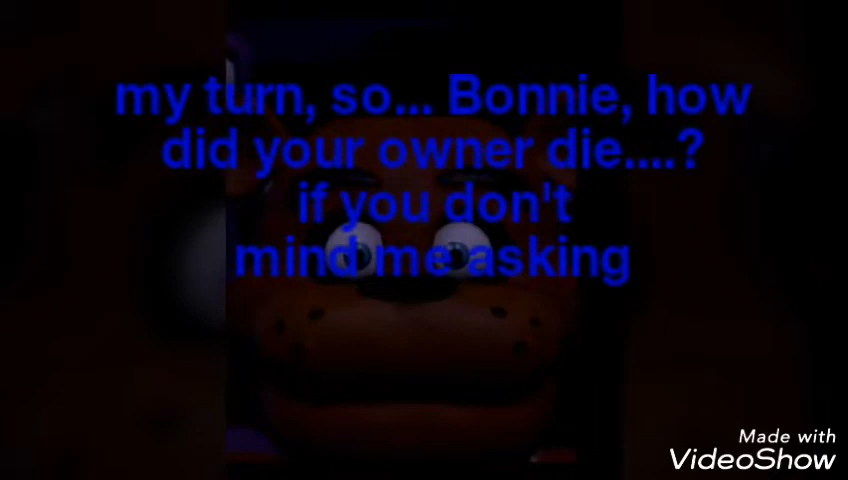 my turn, so... Bonnie, how
did your owner die....?
if you don't
mind me asking
Made with
VideoShow